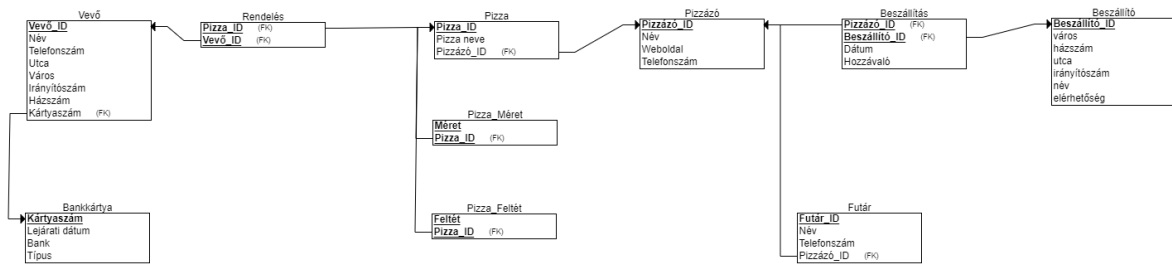 Vevő
Vevő_ID
Név
Telefonszám
Utca
Város
Irányítószám
Házszám
Kártyaszám (FK)
Rendelés
Pizza_ID (FK)
Vevő_ID (FK)
Pizza
Pizza_ID
Pizza neve
Pizzázó_ID (FK)
Pizzázó
Pizzázó_ID
Név
Weboldal
Telefonszám
Beszállítás
Pizzázó_ID (FK)
Beszállító_ID (FK)
Dátum
Hozzávaló
Beszállító
Beszállító_ID
város
házszám
utca
irányítószám
név
elérhetőség
Pizza_Méret
Méret
Pizza_ID (FK)
Bankkártya
Kártyaszám
Lejárati dátum
Bank
Típus
Pizza_Feltét
Feltét
Pizza_ID (FK)
Futár
Futár_ID
Név
Telefonszám
Pizzázó_ID (FK)